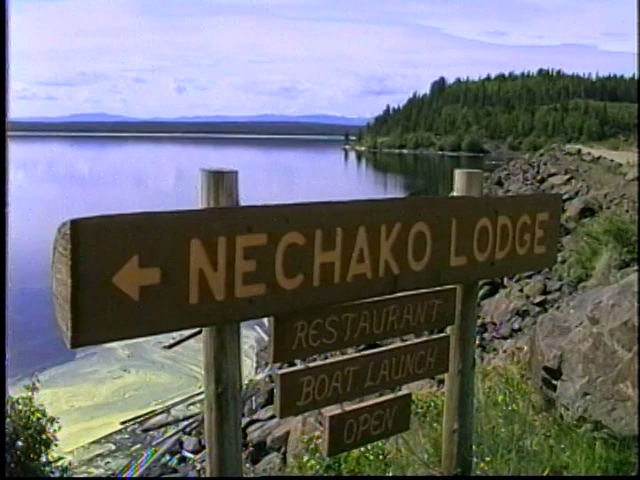 ← NECHAKO LODGE
RESTAURANT
BOAT LAUNCH
OPEN